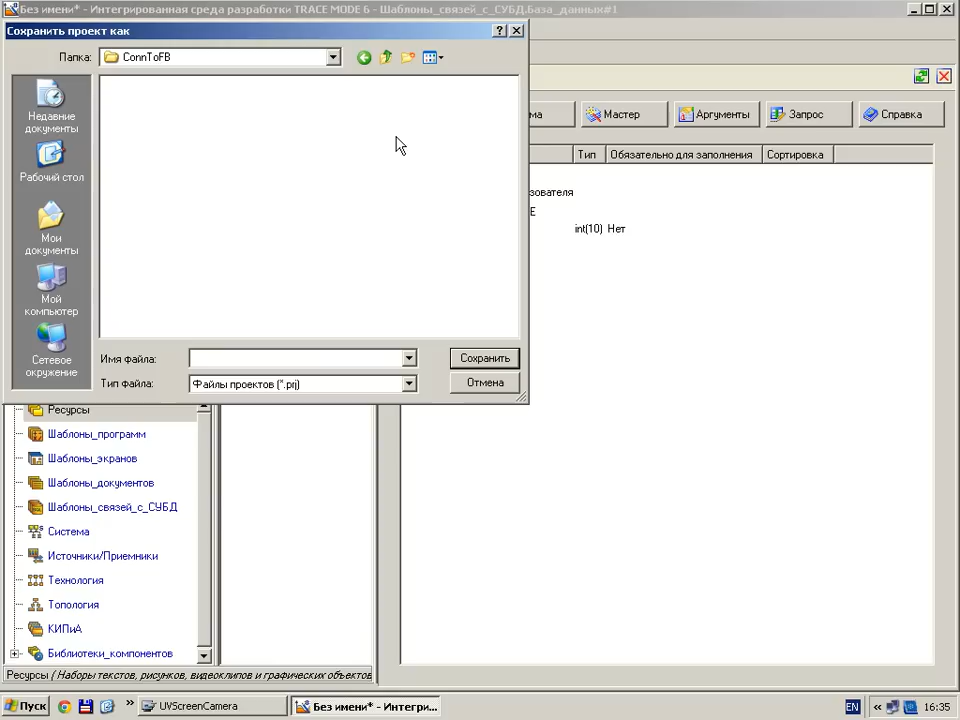 Без имени* - Интегрированная среда разработки TRACE MODE 6 - Шаблоны_связей_с_СУБД.База_данных#1
Сохранить проект как
Папка: ConnToFB
Недавние
документы
Рабочий стол
Мои
документы
Мой
компьютер
Сетевое
окружение
Имя файла:
Сохранить
Тип файла: Файлы проектов (*.prj)
Отмена
ма
Мастер
Аргументы
Запрос
Справка
Тип
Обязательно для заполнения
Сортировка
зователя
E
int(10) Нет
Ресурсы
Шаблоны_программ
Шаблоны_экранов
Шаблоны_документов
Шаблоны_связей_с_СУБД
Система
Источники/Приемники
Технология
Топология
КИПиА
Библиотеки_компонентов
Ресурсы ( Наборы текстов, рисунков, видеоклипов и графических объектов
Пуск
»
UVScreenCamera
Без имени* - Интегри...
EN
«
16:35